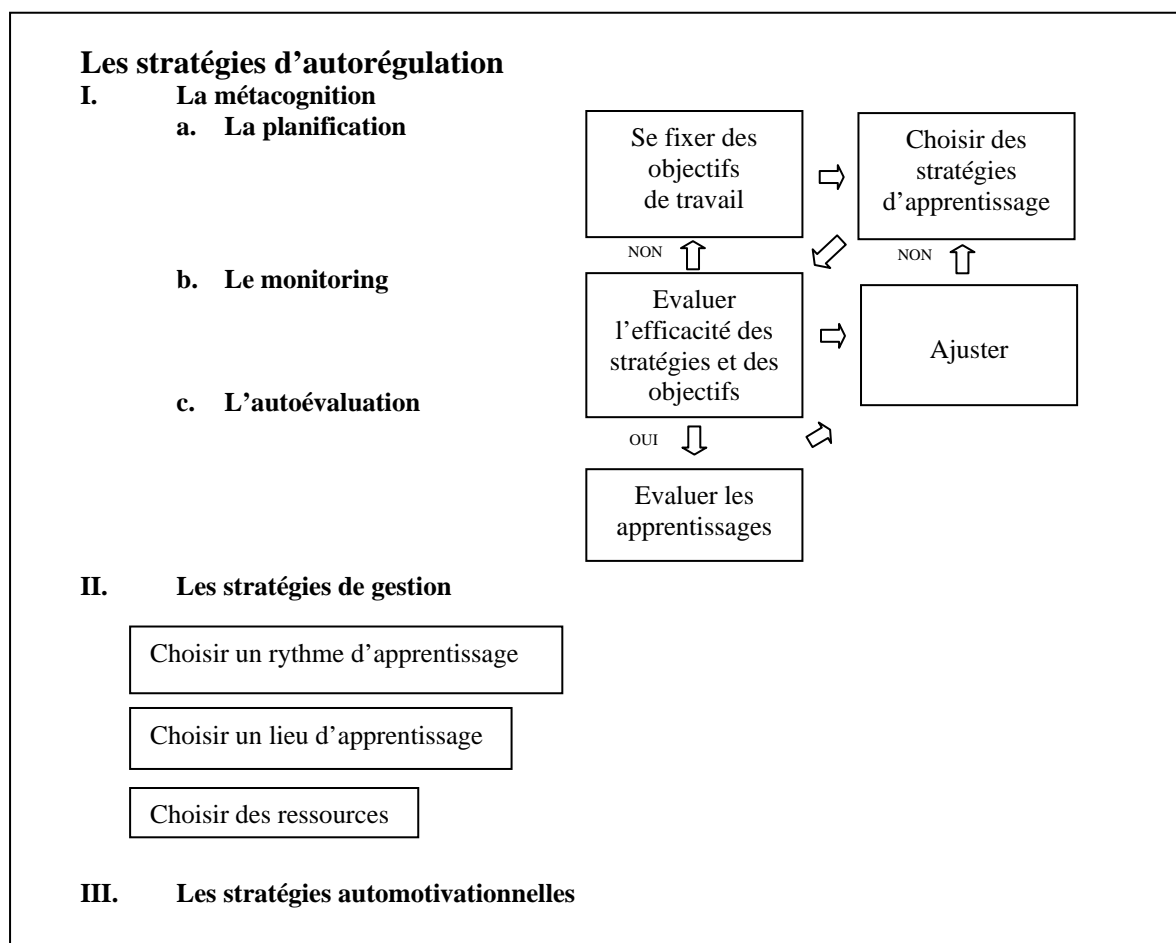 Les stratégies d’autorégulation
I. La métacognition
a. La planification
Se fixer des
objectifs
de travail
Choisir des
stratégies
d’apprentissage
NON
NON
b. Le monitoring
Evaluer
l’efficacité des
stratégies et des
objectifs
Ajuster
c. L’autoévaluation
OUI
Evaluer les
apprentissages
II. Les stratégies de gestion
Choisir un rythme d’apprentissage
Choisir un lieu d’apprentissage
Choisir des ressources
III. Les stratégies automotivationnelles